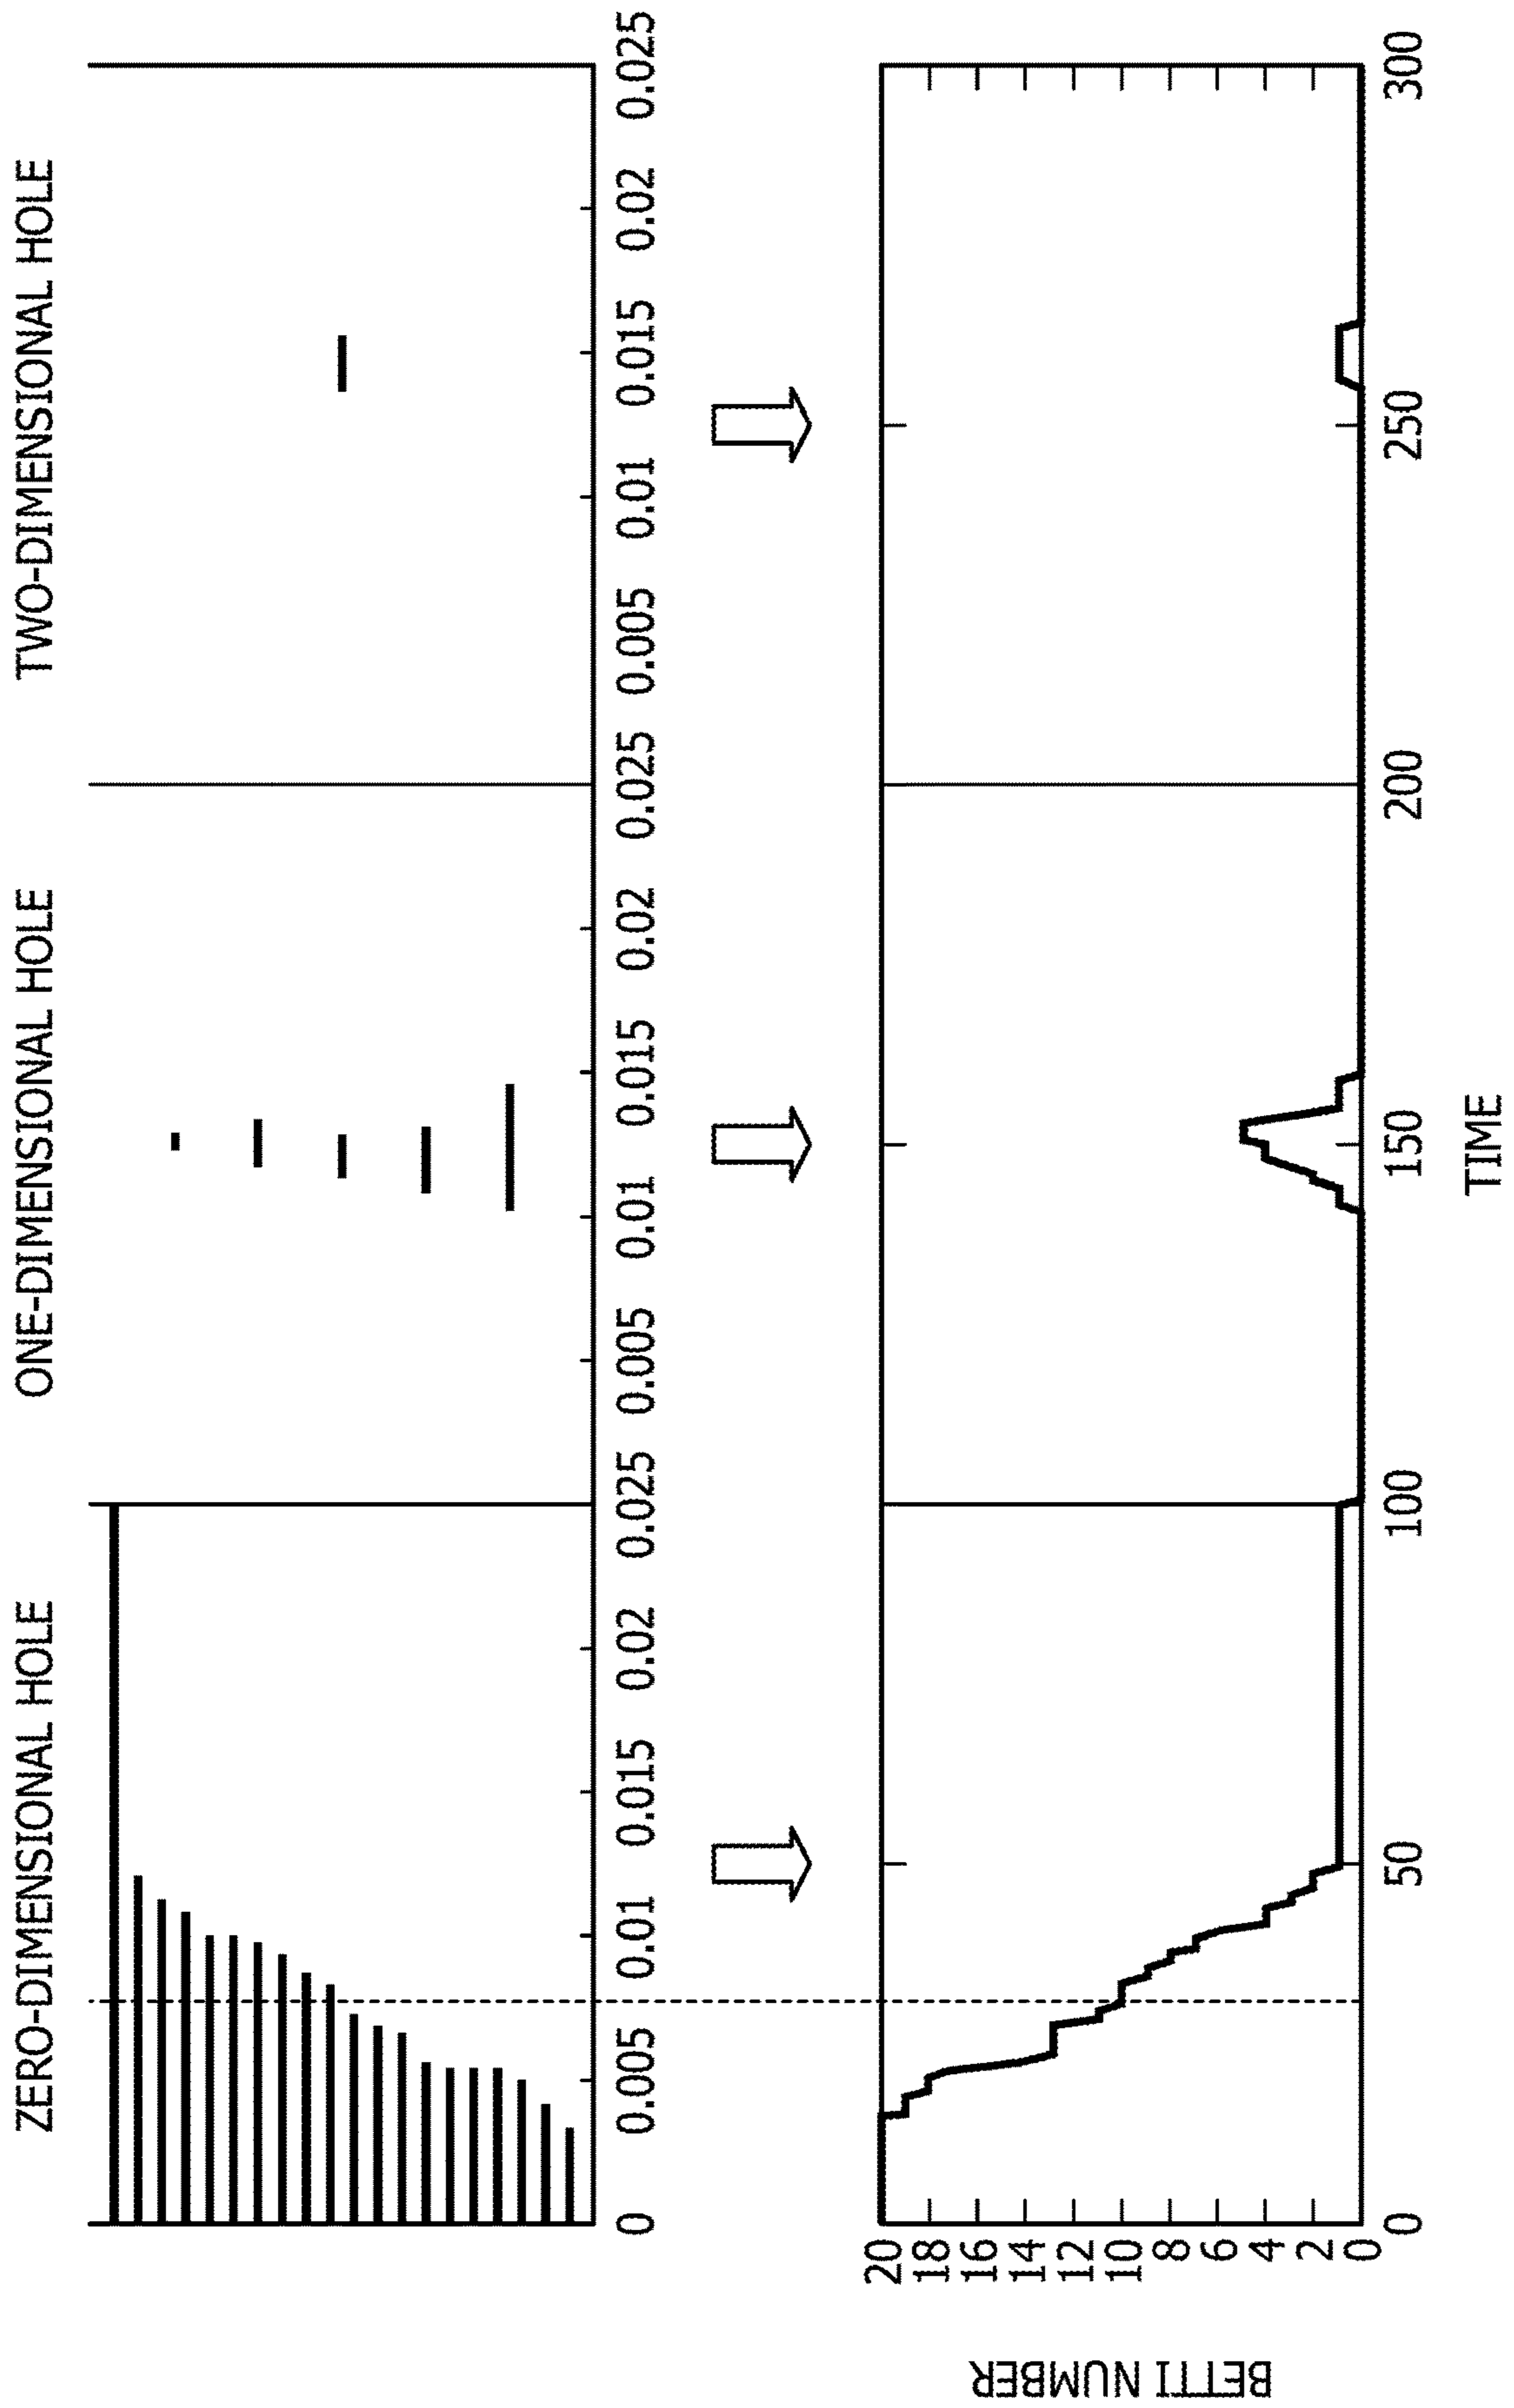 ZERO-DIMENSIONAL HOLE
ONE-DIMENSIONAL HOLE
TWO-DIMENSIONAL HOLE
0 0.005 0.01 0.015 0.02 0.025 0.005 0.01 0.015 0.02 0.025 0.005 0.01 0.015 0.02 0.025
BETTI NUMBER
20
18
16
14
12
10
8
6
4
2
0
0 50 100 150 200 250 300
TIME